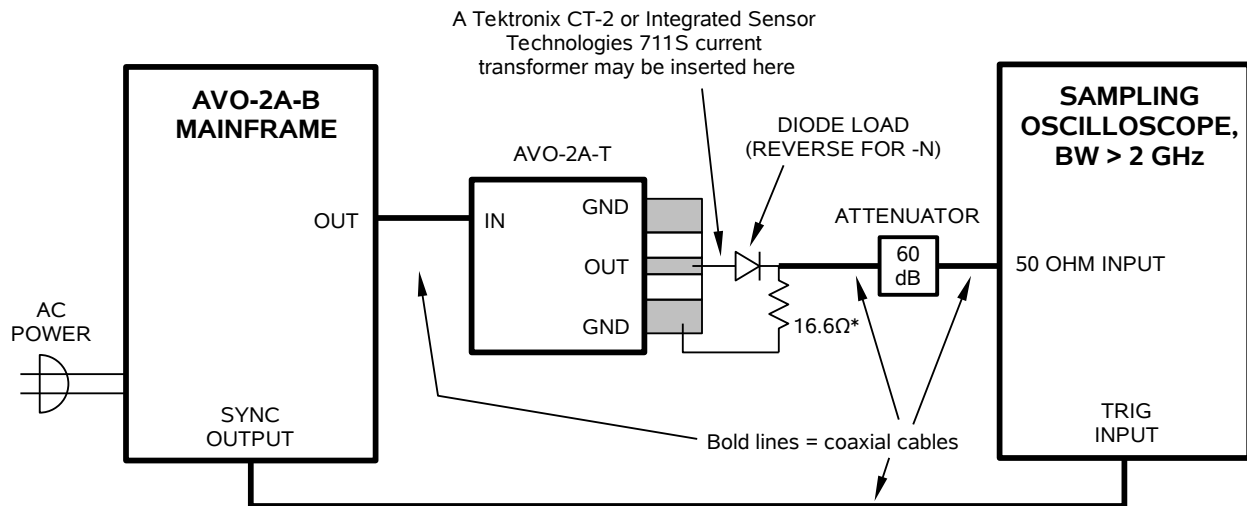 A Tektronix CT-2 or Integrated Sensor
Technologies 711S current
transformer may be inserted here
AVO-2A-B
MAINFRAME
SAMPLING
OSCILLOSCOPE,
BW > 2 GHz
DIODE LOAD
(REVERSE FOR -N)
AVO-2A-T
OUT
IN
GND
OUT
GND
ATTENUATOR
60
dB
50 OHM INPUT
16.6Ω*
AC
POWER
SYNC
OUTPUT
Bold lines = coaxial cables
TRIG
INPUT